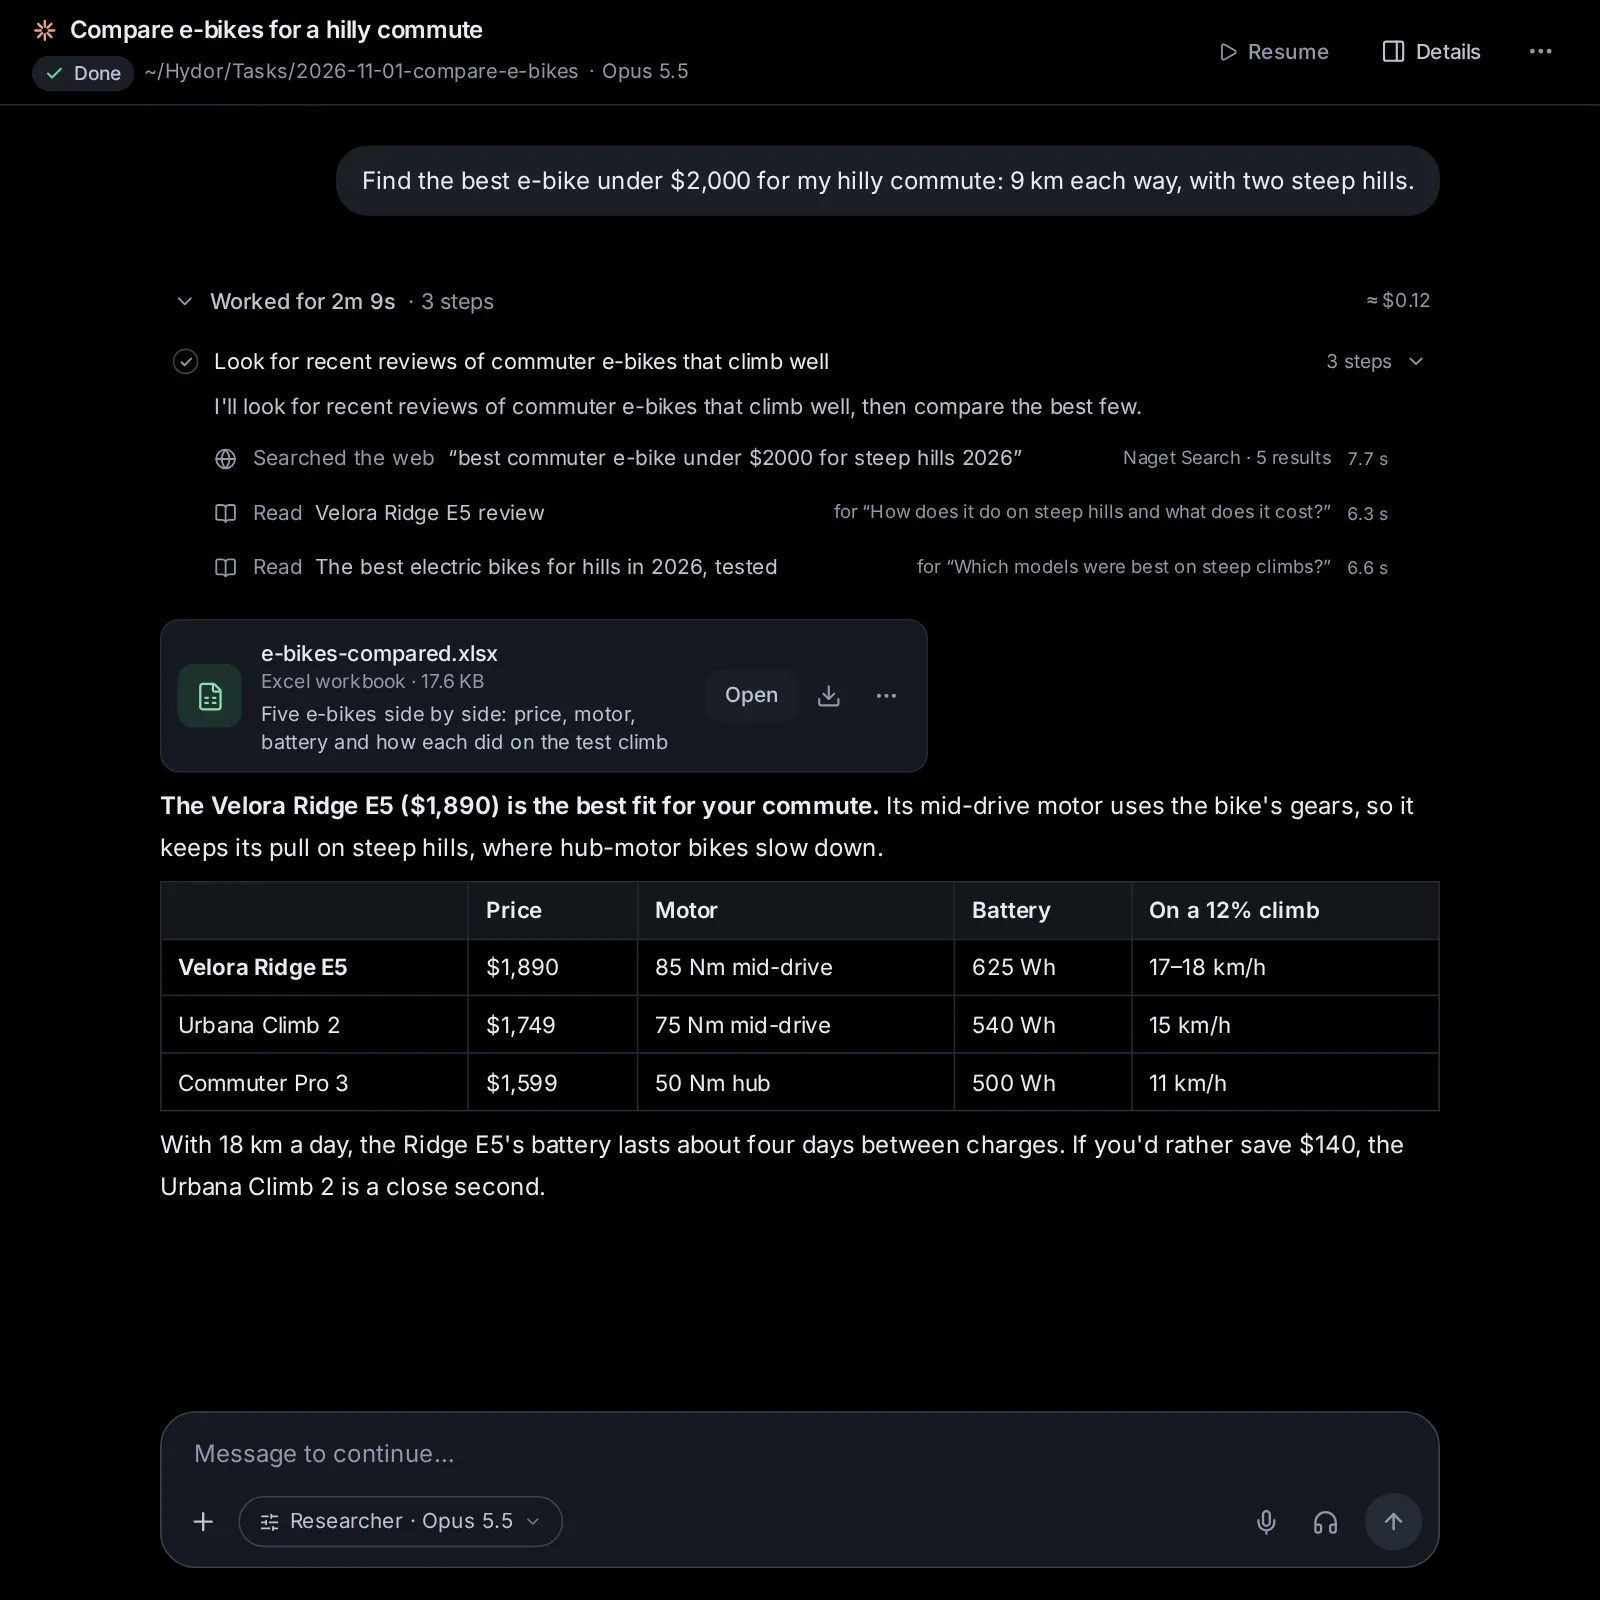 Compare e-bikes for a hilly commute
Done ~/Hydor/Tasks/2026-11-01-compare-e-bikes · Opus 5.5
Resume Details
Find the best e-bike under $2,000 for my hilly commute: 9 km each way, with two steep hills.
Worked for 2m 9s · 3 steps ≈ $0.12
Look for recent reviews of commuter e-bikes that climb well 3 steps
I'll look for recent reviews of commuter e-bikes that climb well, then compare the best few.
Searched the web “best commuter e-bike under $2000 for steep hills 2026” Naget Search · 5 results 7.7 s
Read Velora Ridge E5 review for “How does it do on steep hills and what does it cost?” 6.3 s
Read The best electric bikes for hills in 2026, tested for “Which models were best on steep climbs?” 6.6 s
e-bikes-compared.xlsx
Excel workbook · 17.6 KB
Five e-bikes side by side: price, motor,
battery and how each did on the test climb
Open
The Velora Ridge E5 ($1,890) is the best fit for your commute. Its mid-drive motor uses the bike's gears, so it
keeps its pull on steep hills, where hub-motor bikes slow down.
Price Motor Battery On a 12% climb
Velora Ridge E5 $1,890 85 Nm mid-drive 625 Wh 17–18 km/h
Urbana Climb 2 $1,749 75 Nm mid-drive 540 Wh 15 km/h
Commuter Pro 3 $1,599 50 Nm hub 500 Wh 11 km/h
With 18 km a day, the Ridge E5's battery lasts about four days between charges. If you'd rather save $140, the
Urbana Climb 2 is a close second.
Message to continue...
Researcher · Opus 5.5